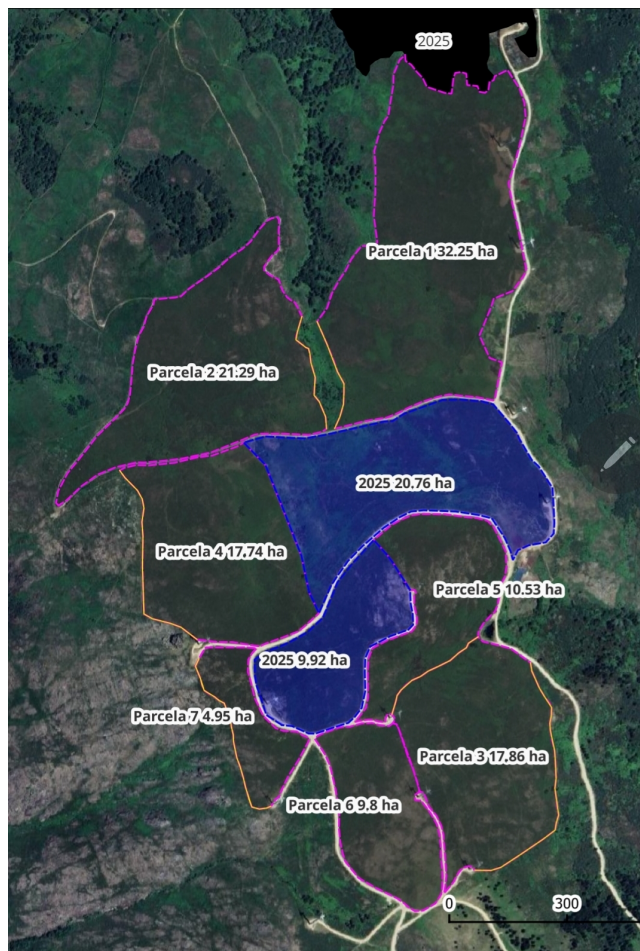 2025
Parcela 1 32.25 ha
Parcela 2 21.29 ha
2025 20.76 ha
Parcela 4 17.74 ha
Parcela 5 10.53 ha
2025 9.92 ha
Parcela 7 4.95 ha
Parcela 3 17.86 ha
Parcela 6 9.8 ha
0 300